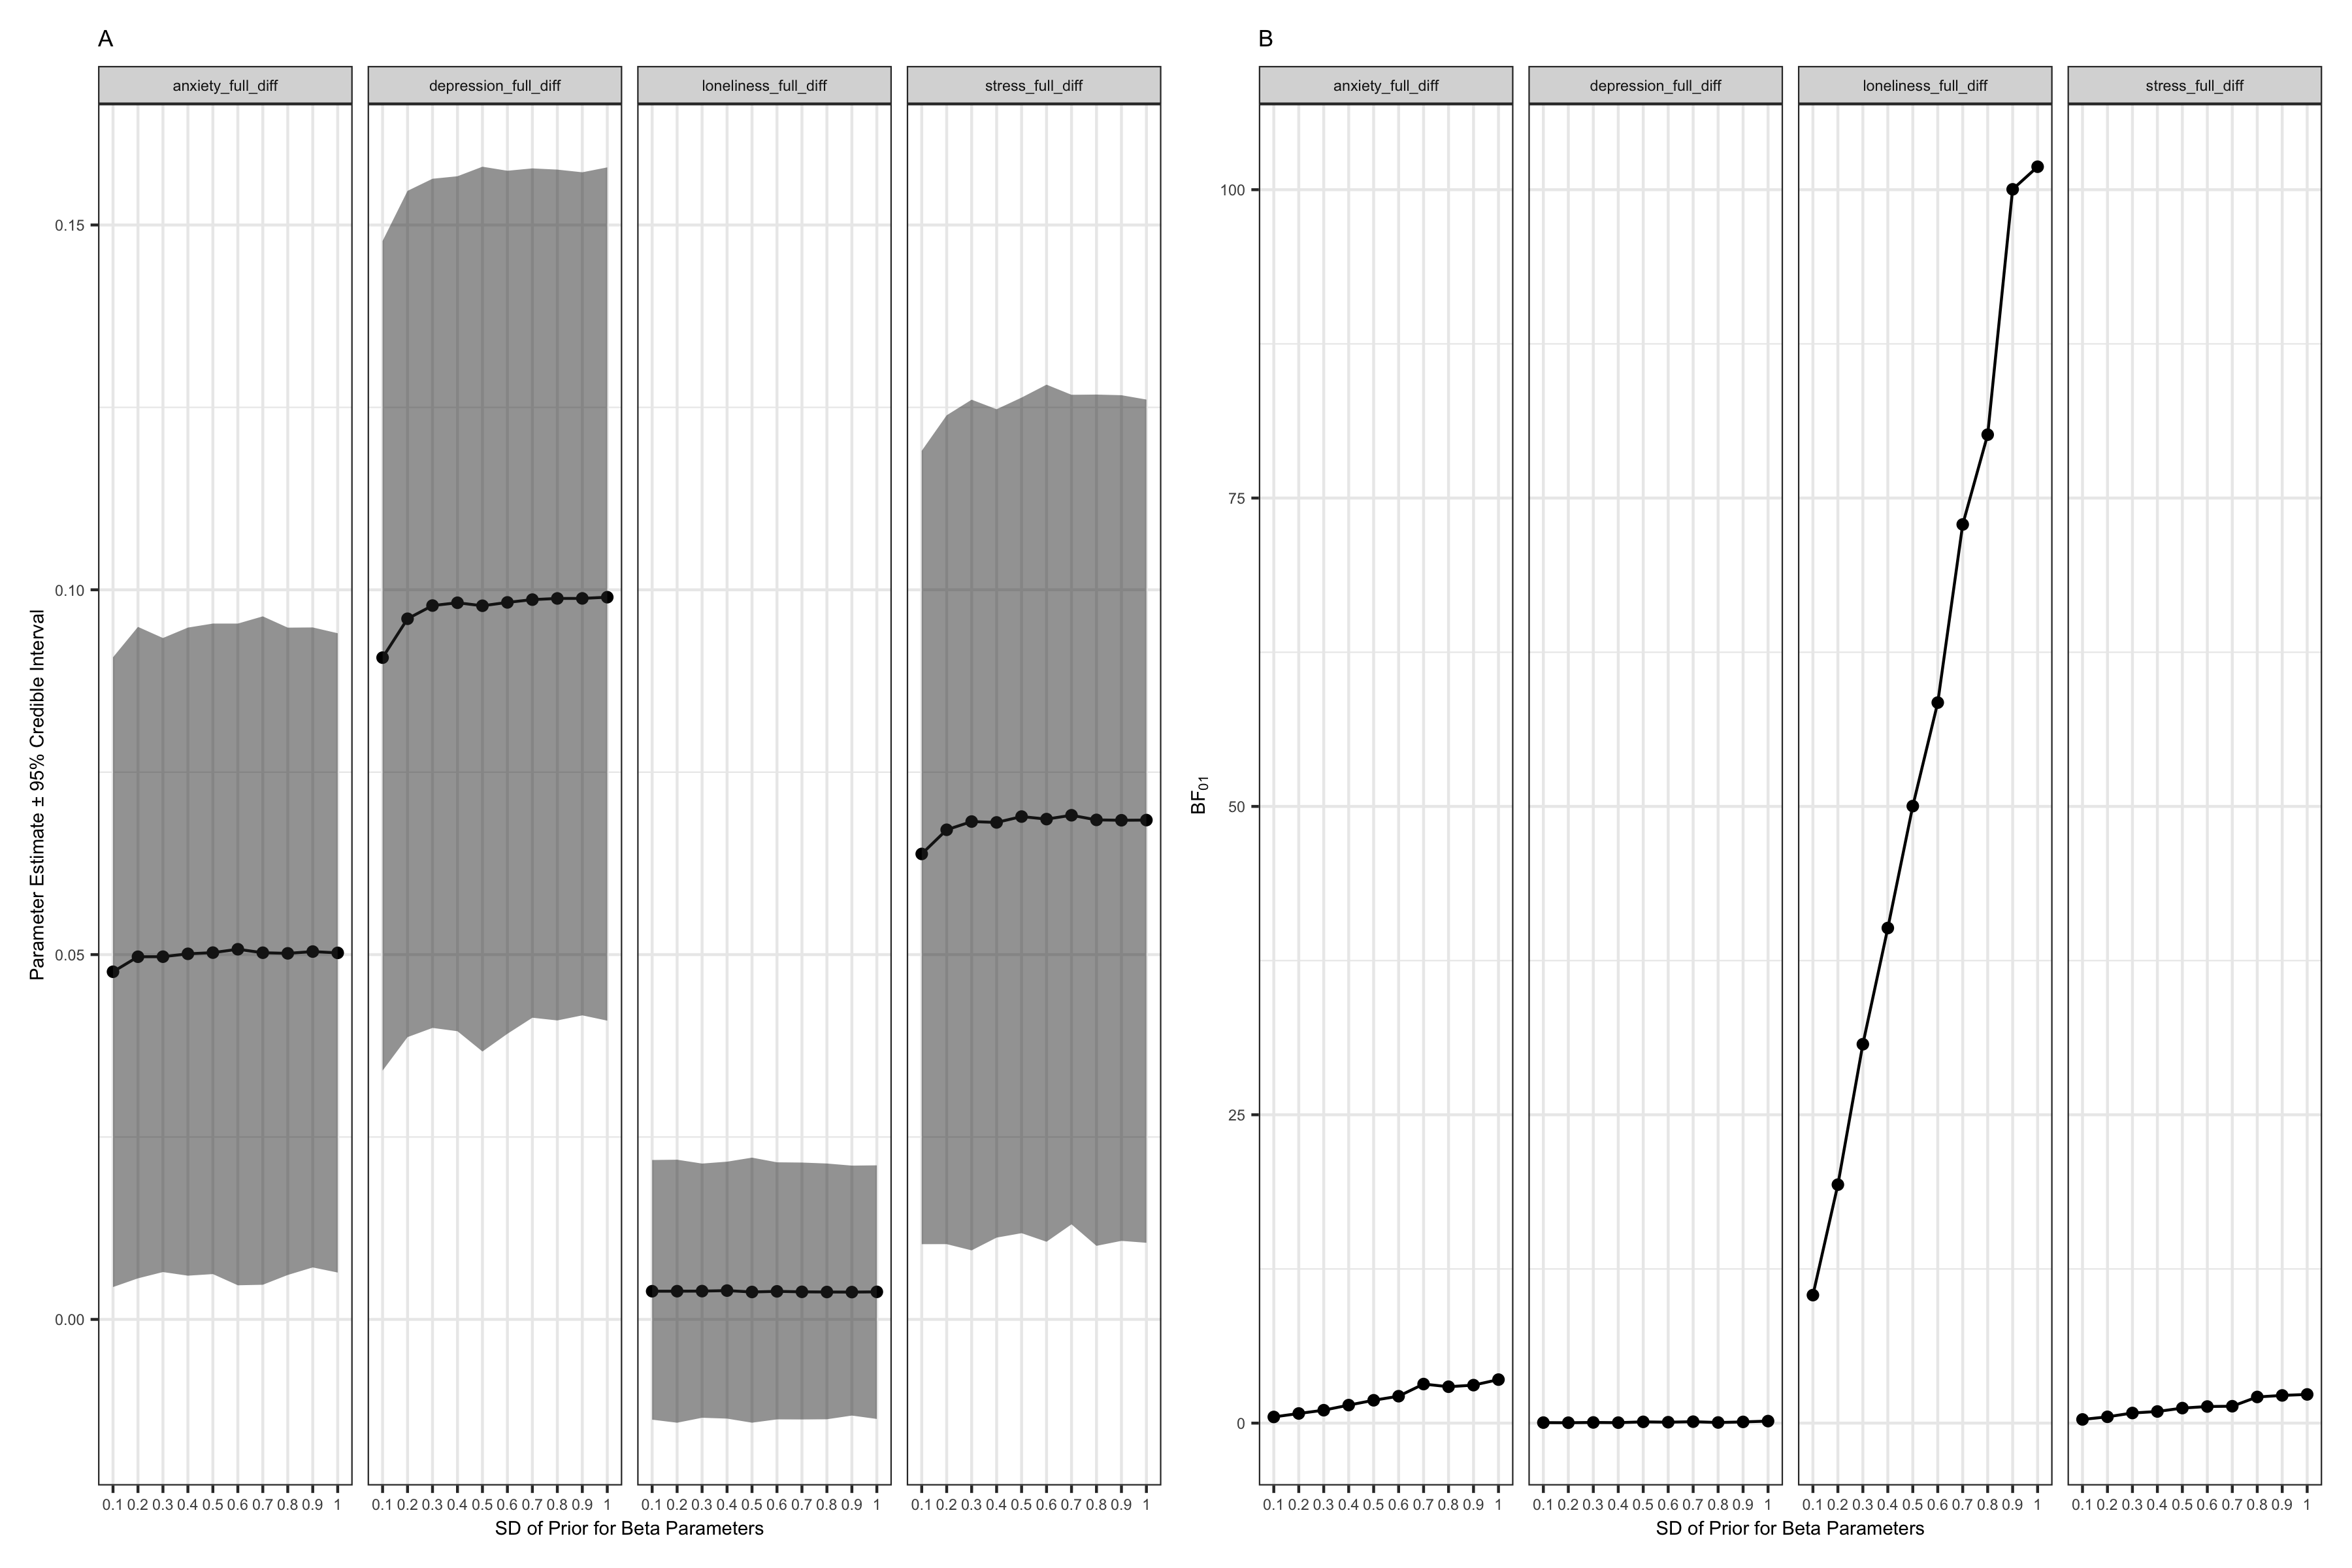 A
anxiety_full_diff depression_full_diff loneliness_full_diff stress_full_diff
0.15
0.10
0.05
0.00
Parameter Estimate ± 95% Credible Interval
0.1 0.2 0.3 0.4 0.5 0.6 0.7 0.8 0.9 1 0.1 0.2 0.3 0.4 0.5 0.6 0.7 0.8 0.9 1 0.1 0.2 0.3 0.4 0.5 0.6 0.7 0.8 0.9 1 0.1 0.2 0.3 0.4 0.5 0.6 0.7 0.8 0.9 1
SD of Prior for Beta Parameters
B
anxiety_full_diff depression_full_diff loneliness_full_diff stress_full_diff
100
75
50
25
0
BF01
0.1 0.2 0.3 0.4 0.5 0.6 0.7 0.8 0.9 1 0.1 0.2 0.3 0.4 0.5 0.6 0.7 0.8 0.9 1 0.1 0.2 0.3 0.4 0.5 0.6 0.7 0.8 0.9 1 0.1 0.2 0.3 0.4 0.5 0.6 0.7 0.8 0.9 1
SD of Prior for Beta Parameters